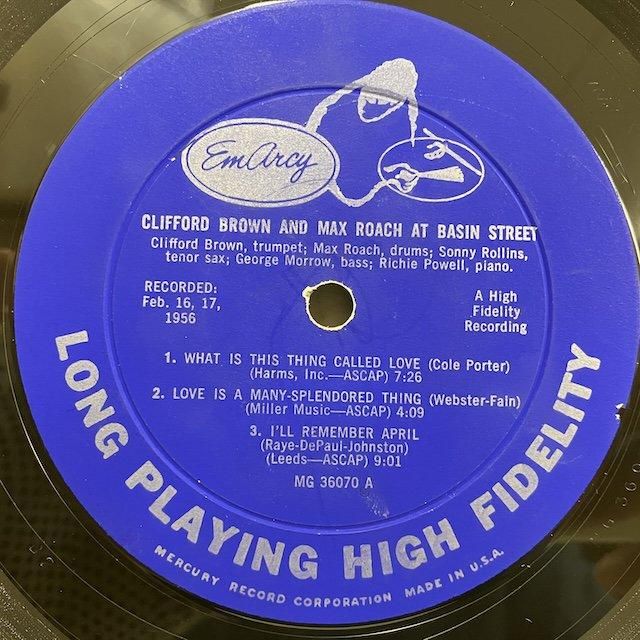 EmArcy
CLIFFORD BROWN AND MAX ROACH AT BASIN STREET
Clifford Brown, trumpet; Max Roach, drums; Sonny Rollins,
tenor sax; George Morrow, bass; Richie Powell, piano.
RECORDED:
Feb. 16, 17,
1956
A High
Fidelity
Recording
1. WHAT IS THIS THING CALLED LOVE (Cole Porter)
(Harms, Inc.—ASCAP) 7:26
2. LOVE IS A MANY-SPLENDORED THING (Webster-Fain)
(Miller Music—ASCAP) 4:09
3. I'LL REMEMBER APRIL
(Raye-DePaul-Johnston)
(Leeds—ASCAP) 9:01
MG 36070 A
LONG PLAYING HIGH FIDELITY
MERCURY RECORD CORPORATION MADE IN U.S.A.